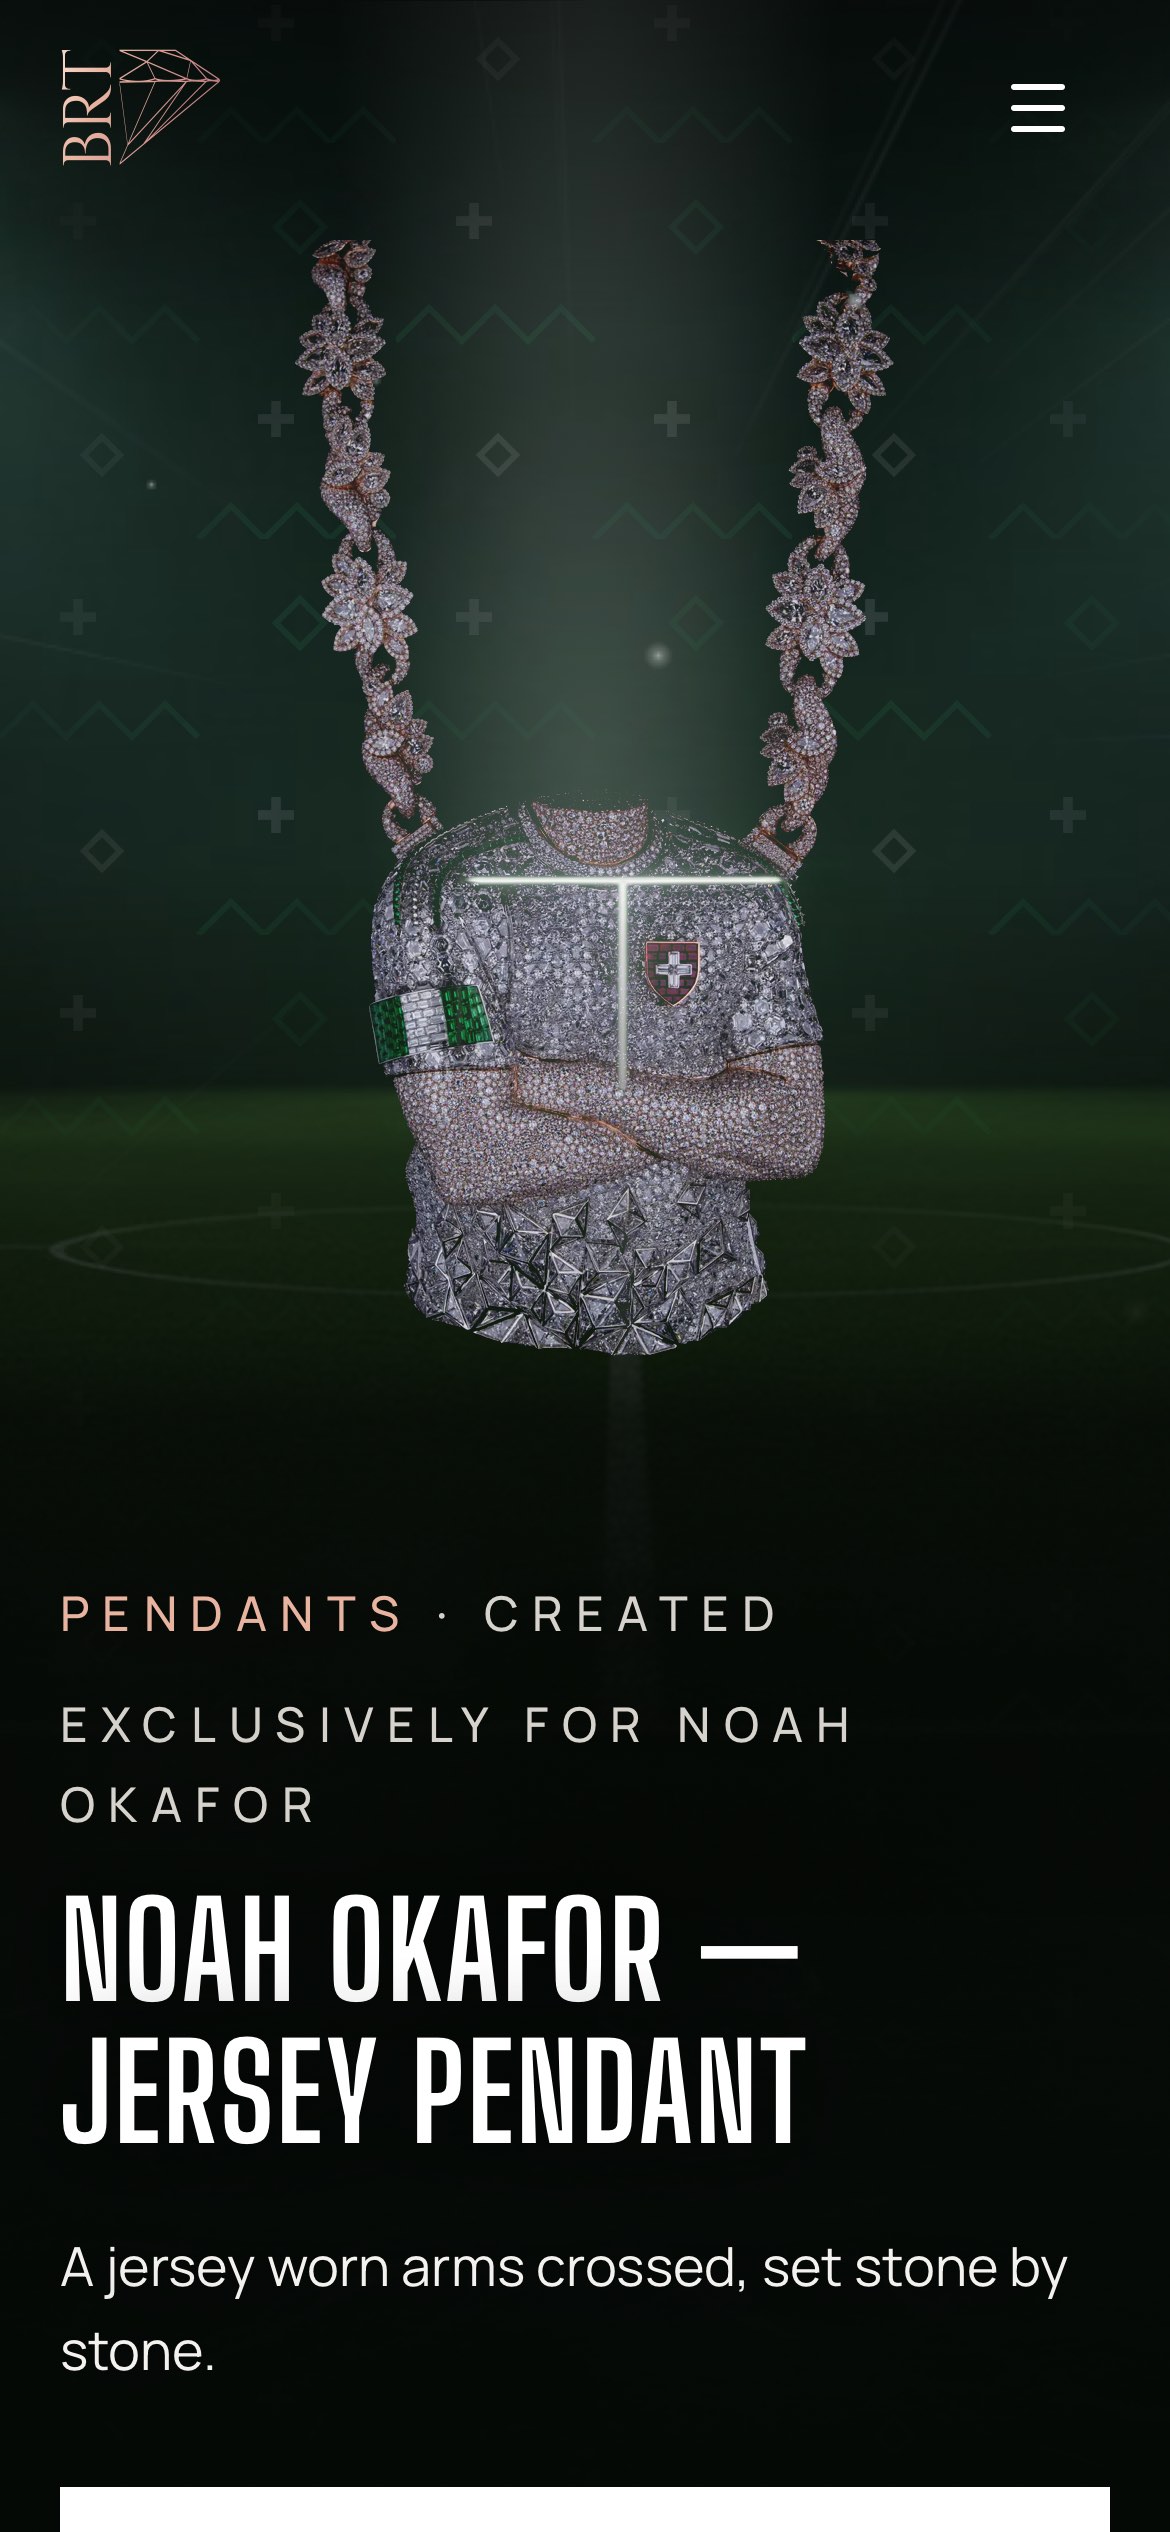 BRT
PENDANTS · CREATED
EXCLUSIVELY FOR NOAH
OKAFOR
NOAH OKAFOR —
JERSEY PENDANT
A jersey worn arms crossed, set stone by
stone.